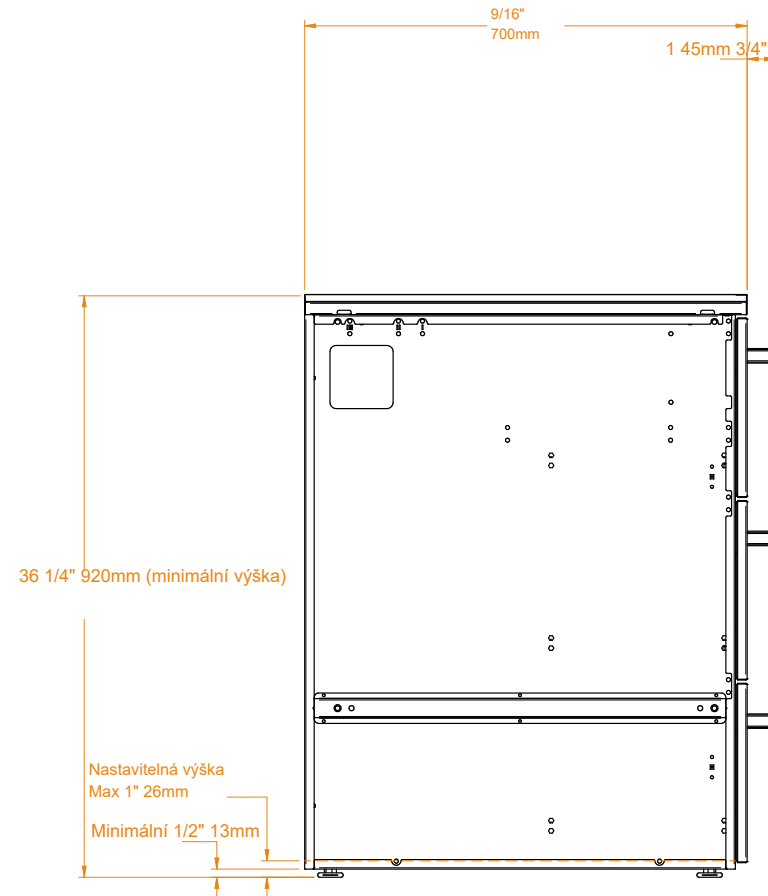 9/16"
700mm
1 45mm 3/4"
36 1/4" 920mm (minimální výška)
Nastavitelná výška
Max 1" 26mm
Minimální 1/2" 13mm